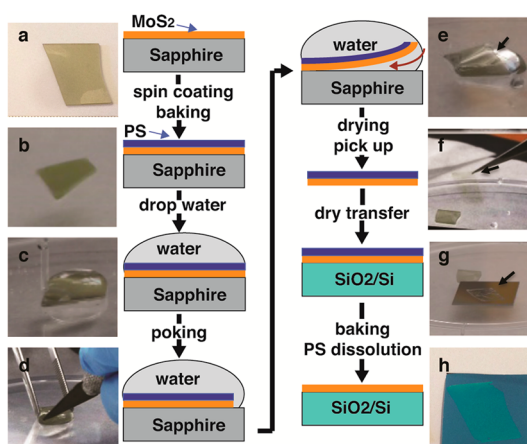 a
MoS2
Sapphire
spin coating
baking
b
PS
Sapphire
drop water
c
water
Sapphire
poking
d
water
Sapphire
water
Sapphire
drying
pick up
dry transfer
SiO2/Si
baking
PS dissolution
SiO2/Si
e
f
g
h